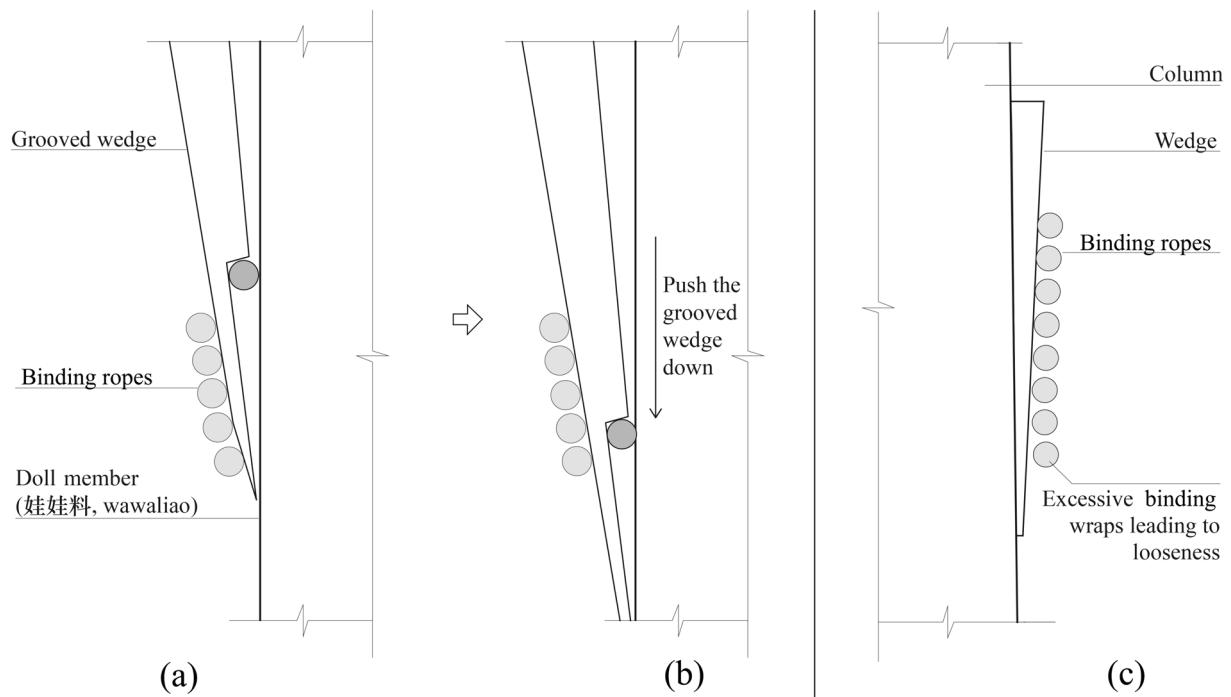 Grooved wedge
Binding ropes
Doll member
(娃娃料, wawaliao)
(a)
Push the
grooved
wedge
down
(b)
Column
Wedge
Binding ropes
Excessive binding
wraps leading to
looseness
(c)